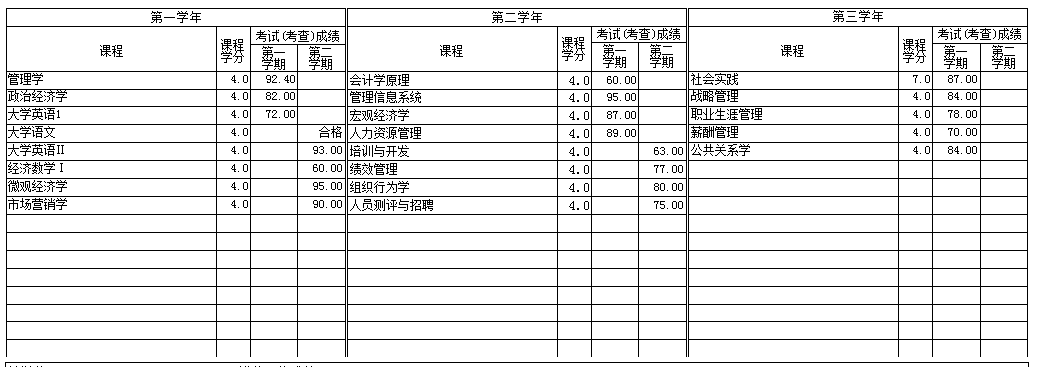 第一学年 第二学年 第三学年
课程 课程学分 考试(考查)成绩 课程 课程学分 考试(考查)成绩 课程 课程学分 考试(考查)成绩
第一学期 第二学期 第一学期 第二学期 第一学期 第二学期
管理学 4.0 92.40 会计学原理 4.0 60.00 社会实践 7.0 87.00
政治经济学 4.0 82.00 管理信息系统 4.0 95.00 战略管理 4.0 84.00
大学英语1 4.0 72.00 宏观经济学 4.0 87.00 职业生涯管理 4.0 78.00
大学语文 4.0 合格 人力资源管理 4.0 89.00 薪酬管理 4.0 70.00
大学英语II 4.0 93.00 培训与开发 4.0 63.00 公共关系学 4.0 84.00
经济数学I 4.0 60.00 绩效管理 4.0 77.00
微观经济学 4.0 95.00 组织行为学 4.0 80.00
市场营销学 4.0 90.00 人员测评与招聘 4.0 75.00